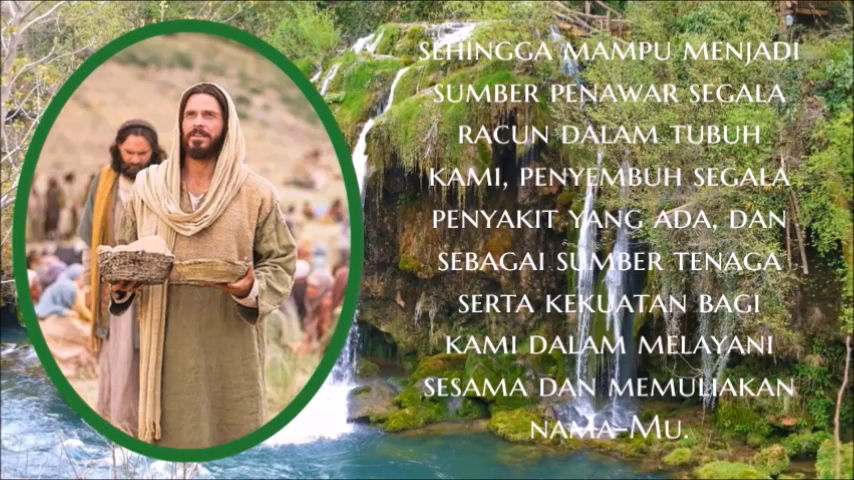 SEHINGGA MAMPU MENJADI
SUMBER PENAWAR SEGALA
RACUN DALAM TUBUH
KAMI, PENYEMBUH SEGALA
PENYAKIT YANG ADA, DAN
SEBAGAI SUMBER TENAGA
SERTA KEKUATAN BAGI
KAMI DALAM MELAYANI
SESAMA DAN MEMULIAKAN
NAMA-MU.